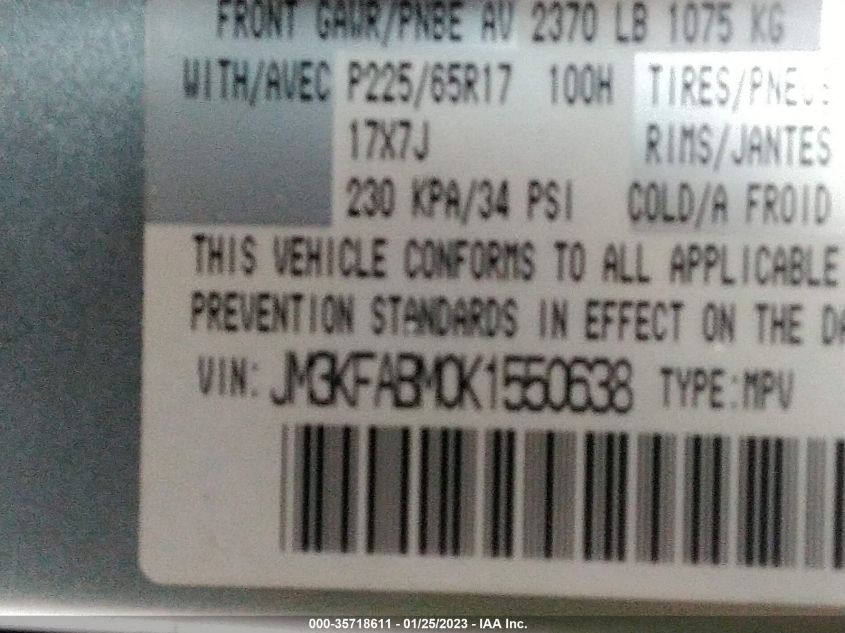 FRONT GAWR/PNBE AV 2370 LB 1075 KG
WITH/AVEC P225/65R17 100H TIRES/PNEUS
17X7J RIMS/JANTES
230 KPA/34 PSI COLD/A FROID
THIS VEHICLE CONFORMS TO ALL APPLICABLE
PREVENTION STANDARDS IN EFFECT ON THE DA
VIN: JM3KFABM0K1550638 TYPE:MPV
000-35718611 - 01/25/2023 - IAA Inc.